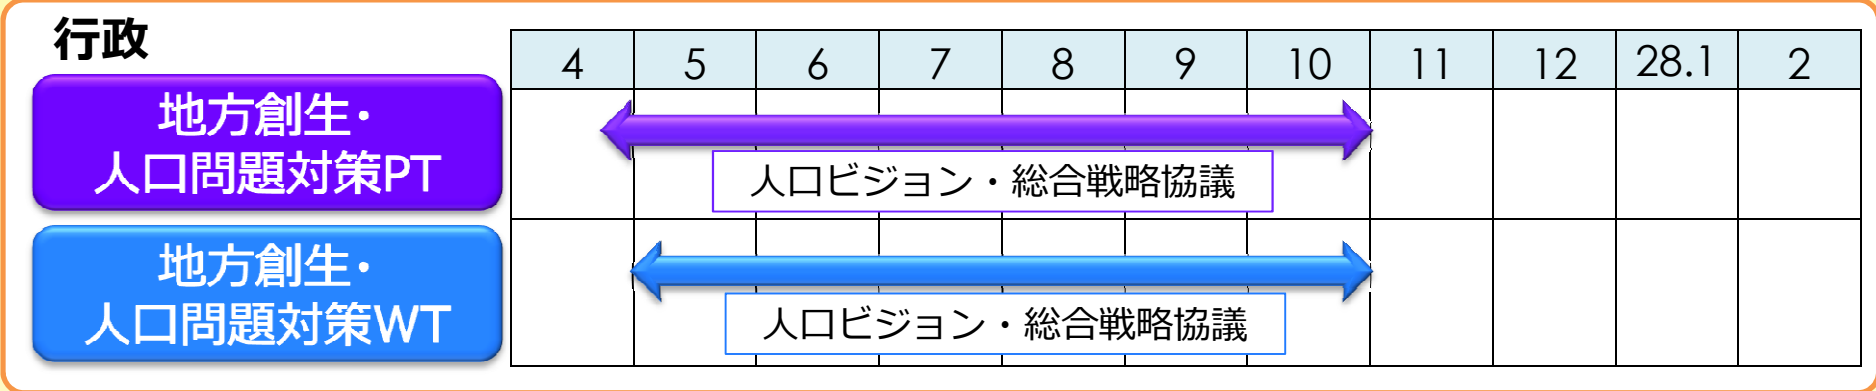 行政
4 5 6 7 8 9 10 11 12 28.1 2
地方創生・
人口問題対策PT
人口ビジョン・総合戦略協議
地方創生・
人口問題対策WT
人口ビジョン・総合戦略協議